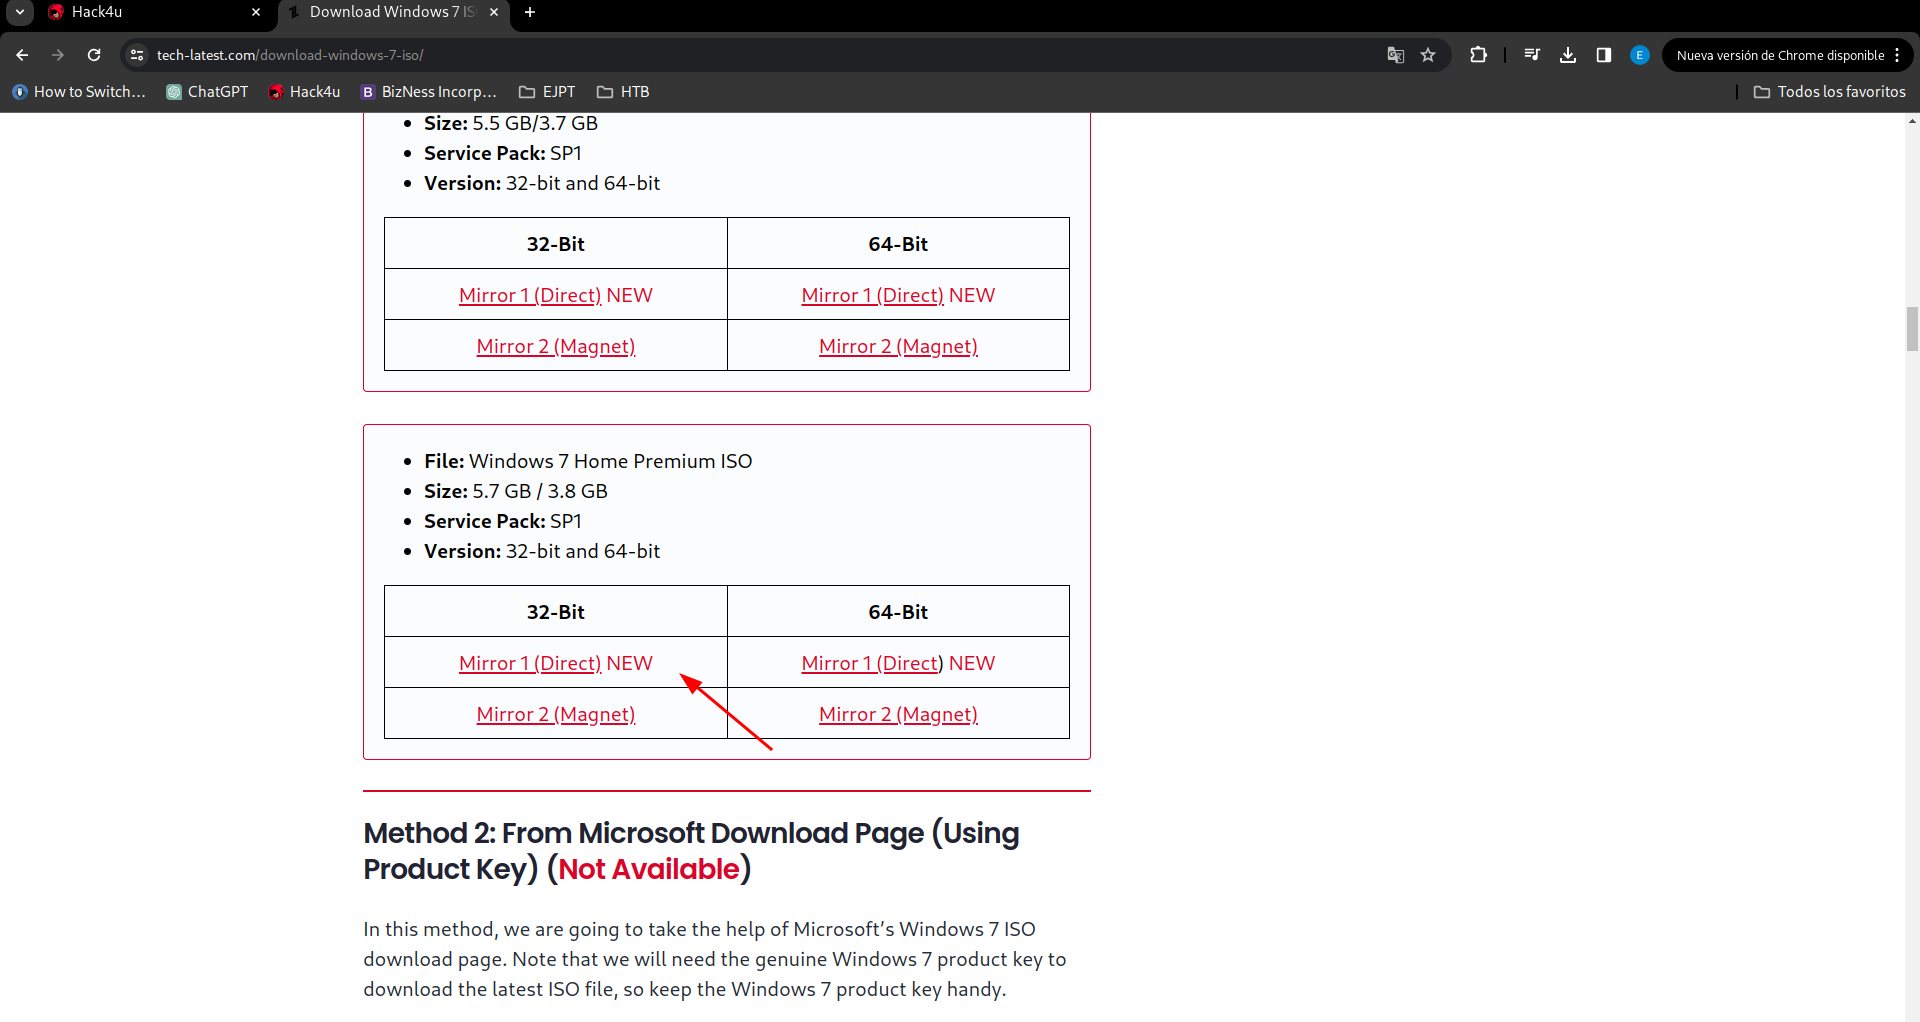 Hack4u
Download Windows 7 IS
tech-latest.com/download-windows-7-iso/
E
Nueva versión de Chrome disponible
How to Switch...
ChatGPT
Hack4u
B
BizNess Incorp...
EJPT
HTB
Todos los favoritos
• Size: 5.5 GB/3.7 GB
• Service Pack: SP1
• Version: 32-bit and 64-bit
32-Bit 64-Bit
Mirror 1 (Direct) NEW Mirror 1 (Direct) NEW
Mirror 2 (Magnet) Mirror 2 (Magnet)
• File: Windows 7 Home Premium ISO
• Size: 5.7 GB / 3.8 GB
• Service Pack: SP1
• Version: 32-bit and 64-bit
32-Bit 64-Bit
Mirror 1 (Direct) NEW Mirror 1 (Direct) NEW
Mirror 2 (Magnet) Mirror 2 (Magnet)
Method 2: From Microsoft Download Page (Using
Product Key) (Not Available)
In this method, we are going to take the help of Microsoft’s Windows 7 ISO
download page. Note that we will need the genuine Windows 7 product key to
download the latest ISO file, so keep the Windows 7 product key handy.